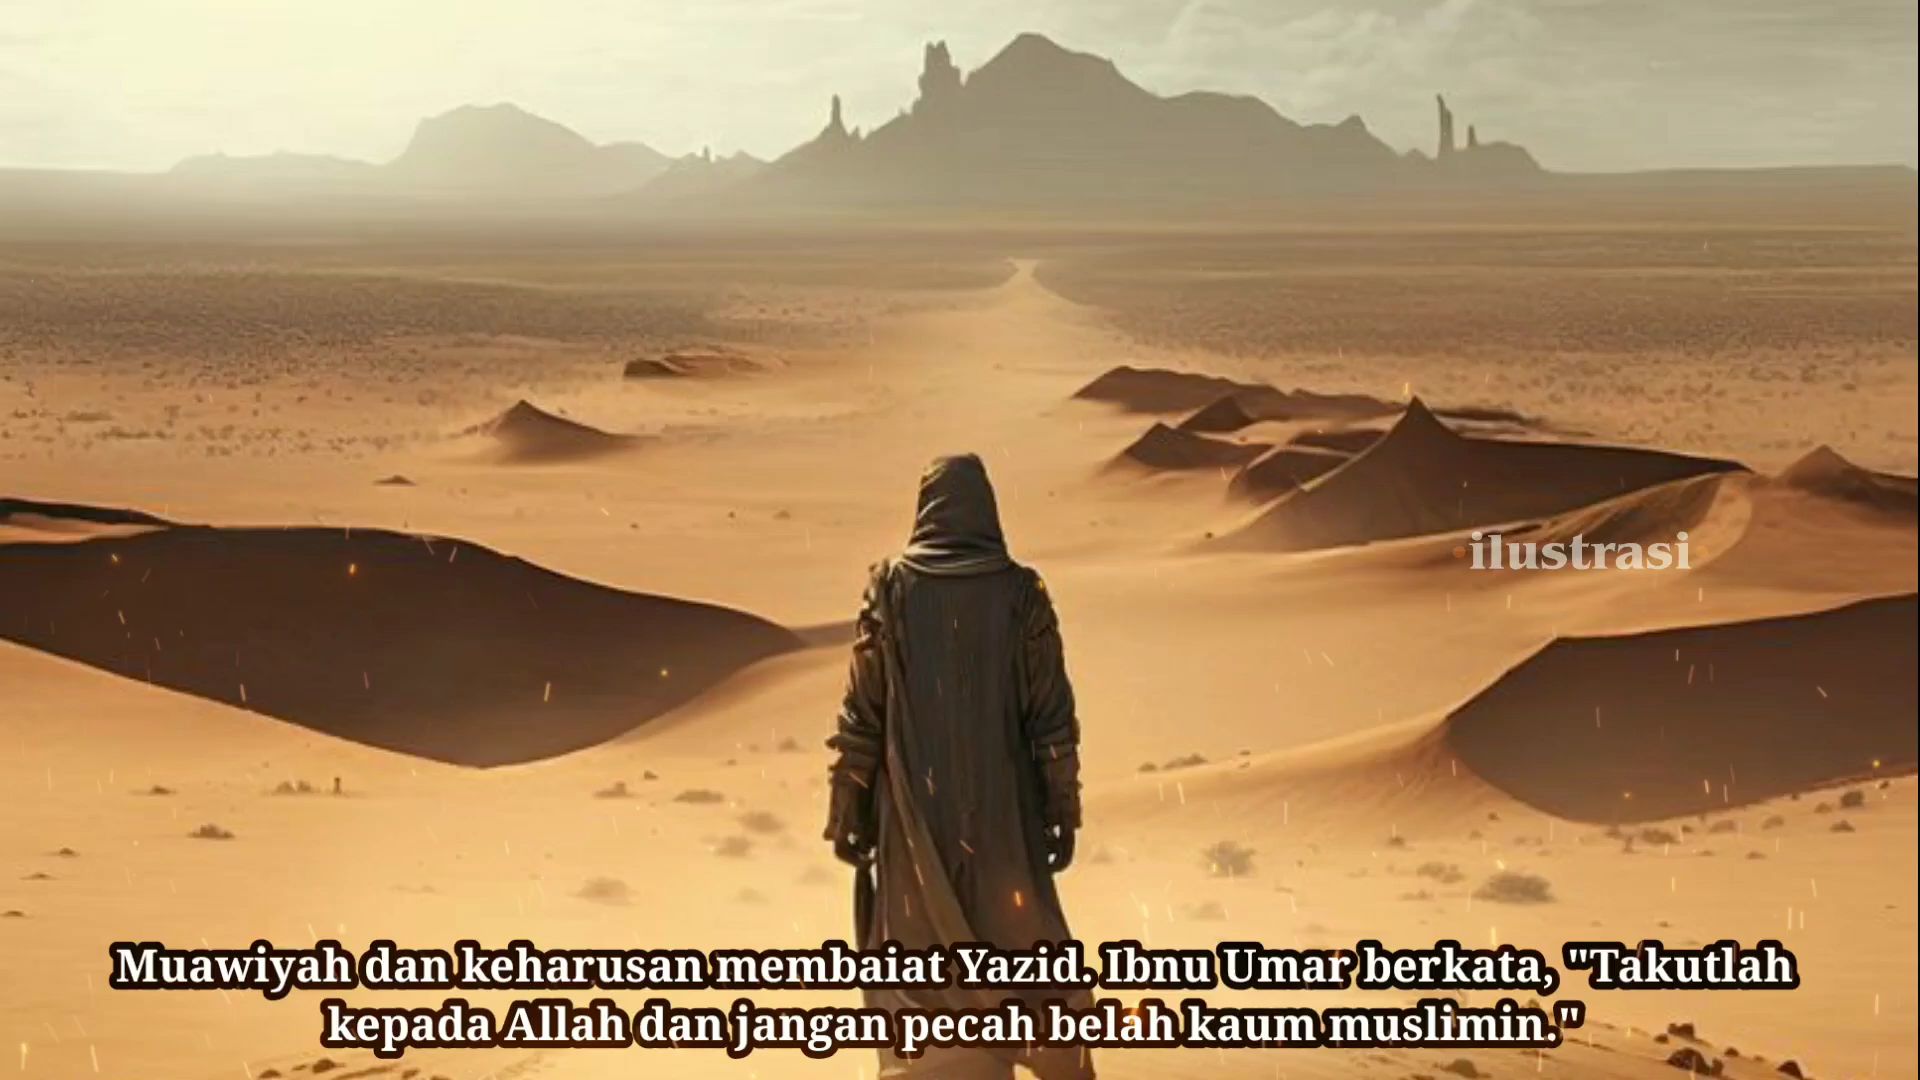 ilustrasi
Muawiyah dan keharusan membaiat Yazid. Ibnu Umar berkata, "Takutlah
kepada Allah dan jangan pecah belah kaum muslimin."